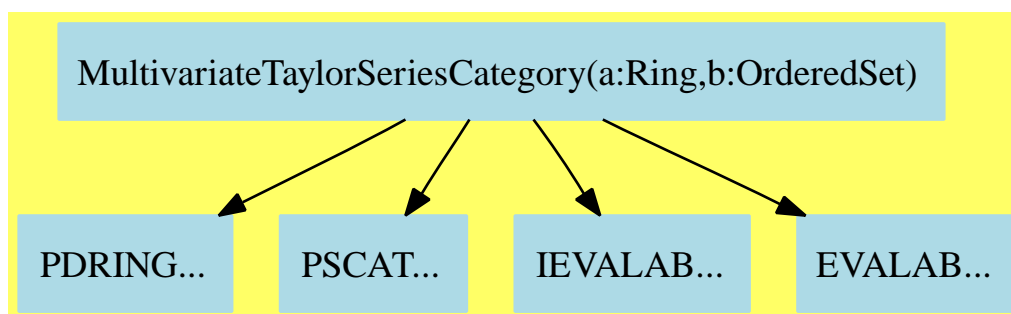 MultivariateTaylorSeriesCategory(a:Ring,b:OrderedSet)
PDRING...
PSCAT...
IEVALAB...
EVALAB...